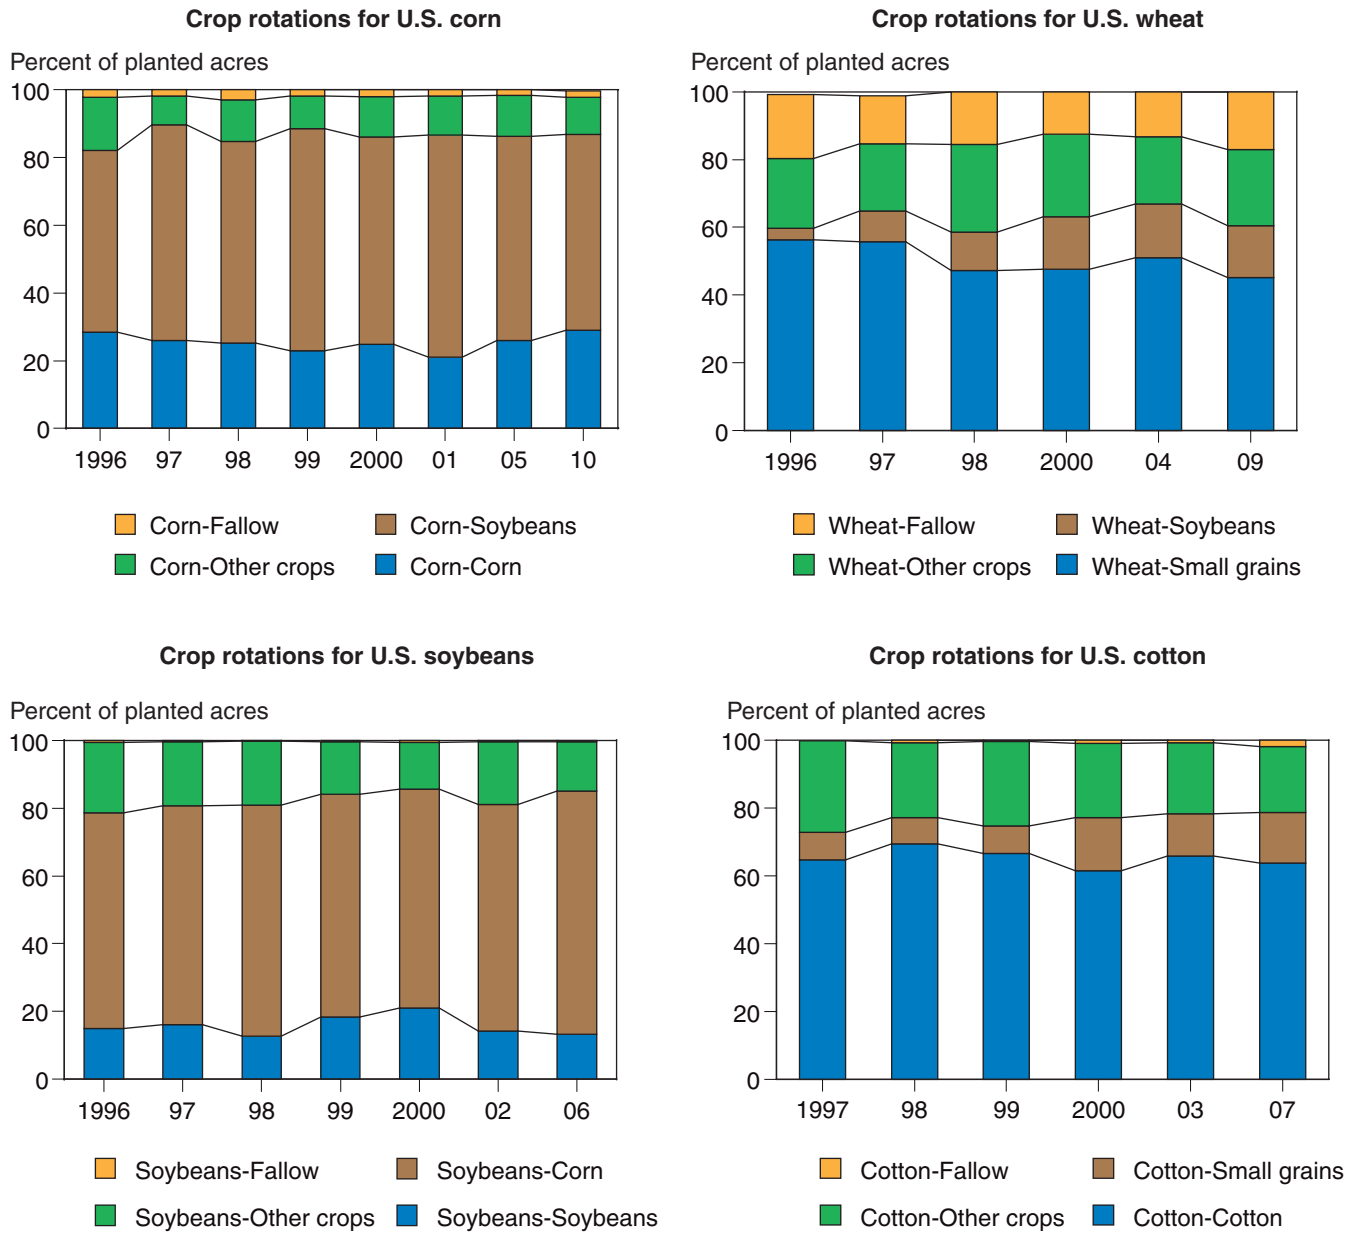 Crop rotations for U.S. corn
Percent of planted acres
100
80
60
40
20
0
1996 97 98 99 2000 01 05 10
Corn-Fallow Corn-Soybeans
Corn-Other crops Corn-Corn
Crop rotations for U.S. wheat
Percent of planted acres
100
80
60
40
20
0
1996 97 98 2000 04 09
Wheat-Fallow Wheat-Soybeans
Wheat-Other crops Wheat-Small grains
Crop rotations for U.S. soybeans
Percent of planted acres
100
80
60
40
20
0
1996 97 98 99 2000 02 06
Soybeans-Fallow Soybeans-Corn
Soybeans-Other crops Soybeans-Soybeans
Crop rotations for U.S. cotton
Percent of planted acres
100
80
60
40
20
0
1997 98 99 2000 03 07
Cotton-Fallow Cotton-Small grains
Cotton-Other crops Cotton-Cotton